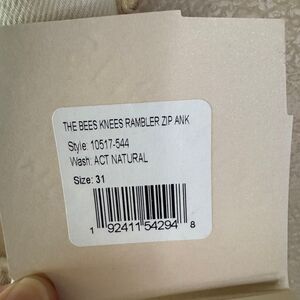 THE BEES KNEES RAMBLER ZIP ANK
Style: 10517-544
Wash: ACT NATURAL
Size: 31
1 92411 54294 8